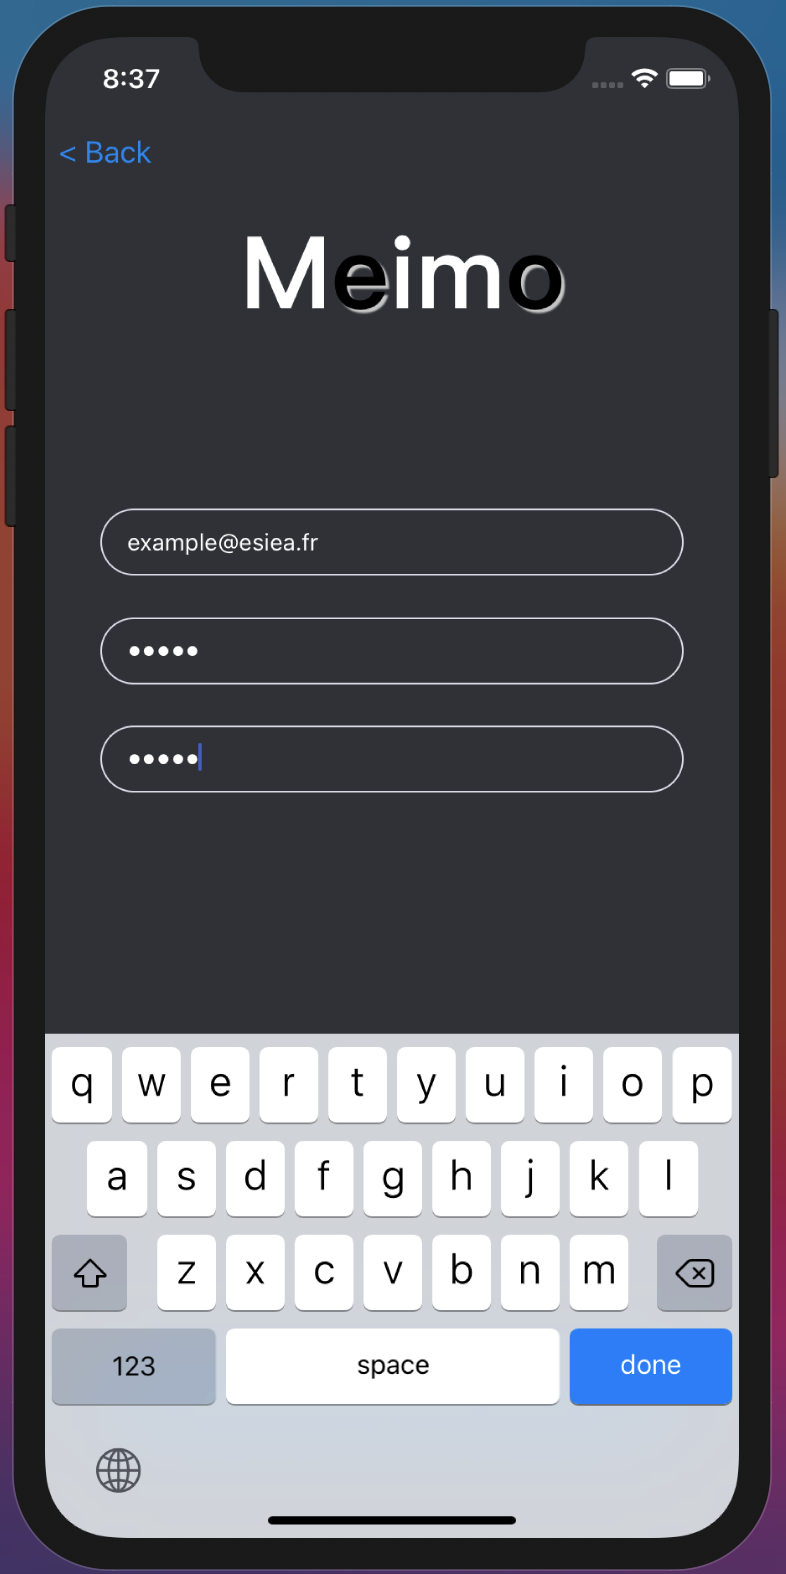 8:37
< Back
Meimo
example@esiea.fr
•••••
•••••
q w e r t y u i o p
a s d f g h j k l
z x c v b n m
123 space done